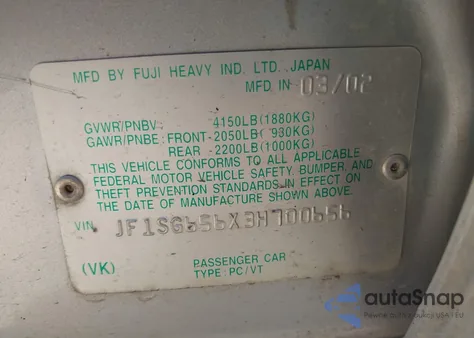 MFD BY FUJI HEAVY IND. LTD. JAPAN
MFD IN 03/02
GVWR/PNBV: 4150LB(1880KG)
GAWR/PNBE: FRONT-2050LB( 930KG)
REAR -2200LB(1000KG)
THIS VEHICLE CONFORMS TO ALL APPLICABLE
FEDERAL MOTOR VEHICLE SAFETY, BUMPER, AND
THEFT PREVENTION STANDARDS IN EFFECT ON
THE DATE OF MANUFACTURE SHOWN ABOVE.
VIN: JF1SG656X3H700656
(VK) PASSENGER CAR
TYPE: PC/VT
autoSnap